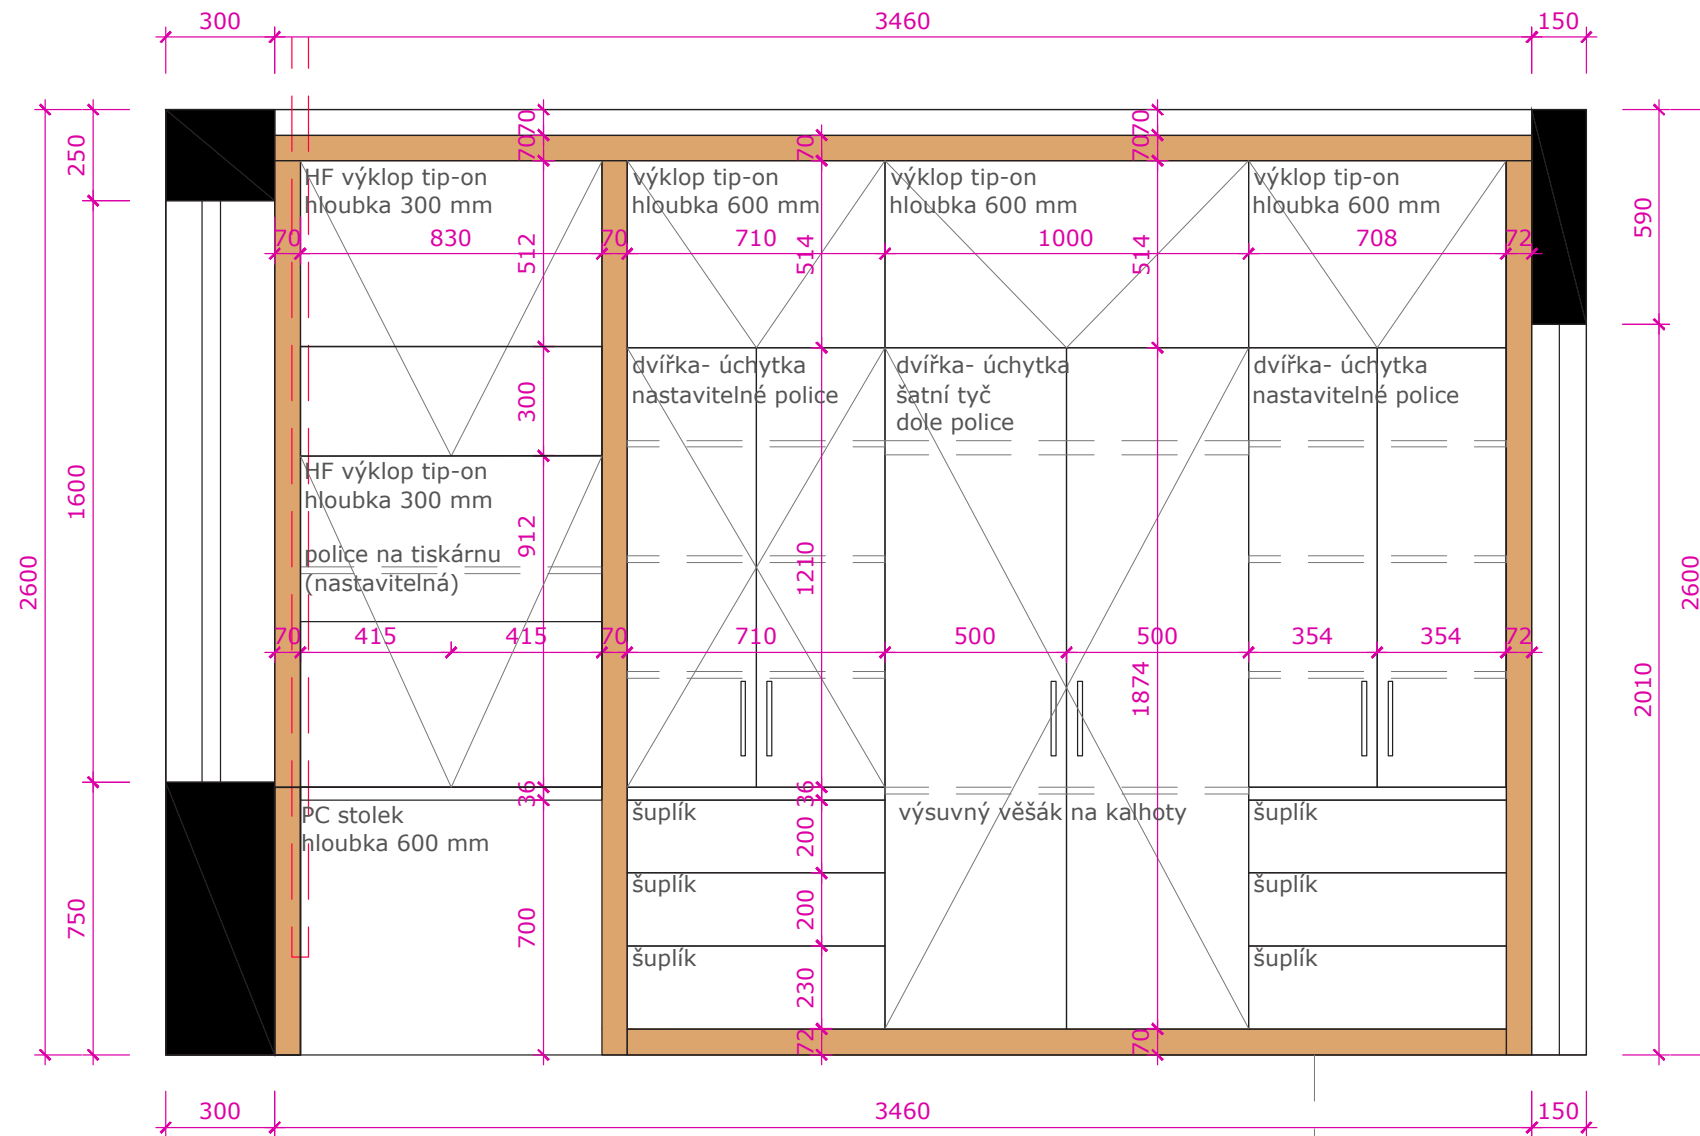 300
3460
150
70
70
70
70
70
250
HF výklop tip-on
hloubka 300 mm
výklop tip-on
hloubka 600 mm
výklop tip-on
hloubka 600 mm
výklop tip-on
hloubka 600 mm
590
70
830
70
710
1000
708
72
512
514
514
dvířka- úchytka
nastavitelné police
dvířka- úchytka
šatní tyč
dole police
dvířka- úchytka
nastavitelné police
300
HF výklop tip-on
hloubka 300 mm
1600
912
police na tiskárnu
(nastavitelná)
2600
1210
2600
70
415
415
70
710
500
500
354
354
72
1874
2010
36
36
PC stolek
hloubka 600 mm
šuplík
výsuvný věšák na kalhoty
šuplík
200
750
700
šuplík
šuplík
200
šuplík
šuplík
230
72
70
300
3460
150